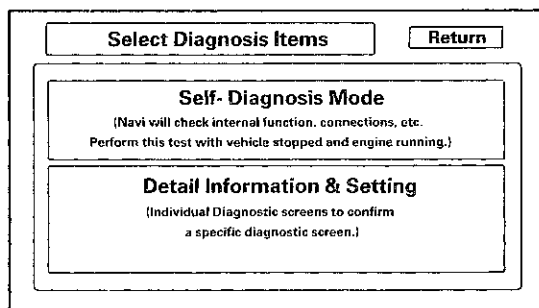 Select Diagnosis Items
Return
Self- Diagnosis Mode
(Navi will check internal function, connections, etc.
Perform this test with vehicle stopped and engine running.)
Detail Information & Setting
(Individual Diagnostic screens to confirm
a specific diagnostic screen.)